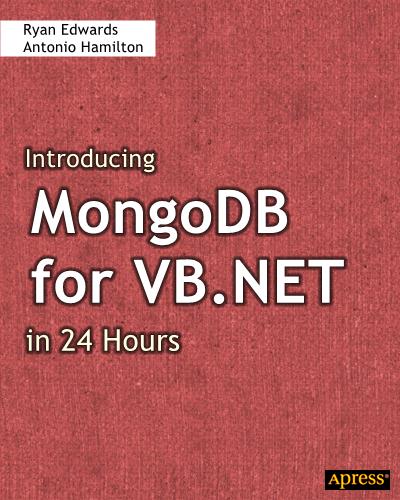 Ryan Edwards
Antonio Hamilton
Introducing
MongoDB
for VB.NET
in 24 Hours
Apress®